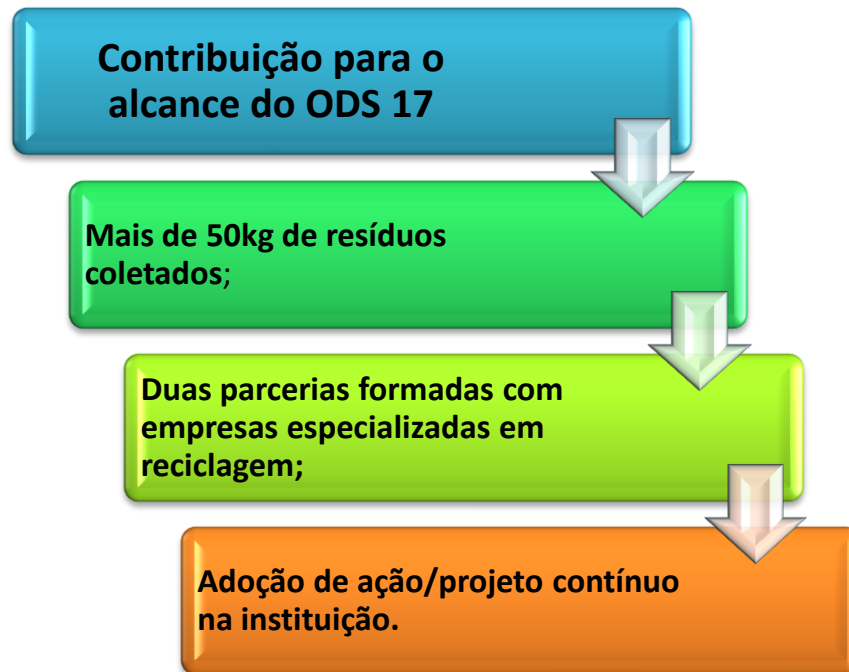 Contribuição para o
alcance do ODS 17
Mais de 50kg de resíduos
coletados;
Duas parcerias formadas com
empresas especializadas em
reciclagem;
Adoção de ação/projeto contínuo
na instituição.